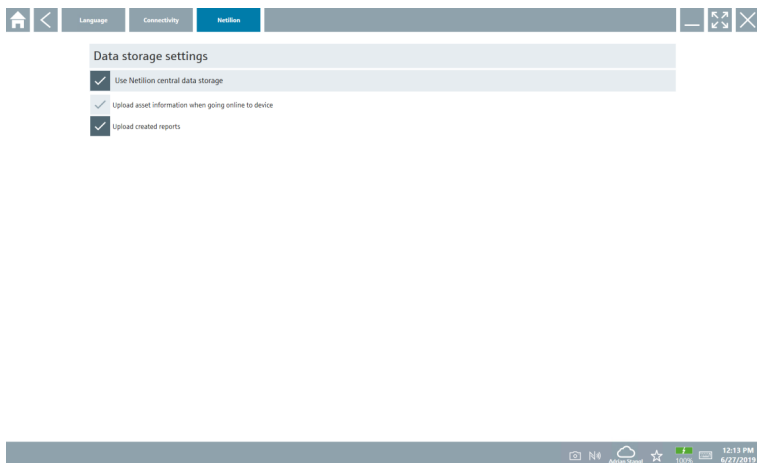 Language
Connectivity
Netilion
Data storage settings
Use Netilion central data storage
Upload asset information when going online to device
Upload created reports
100%
12:13 PM
6/27/2019